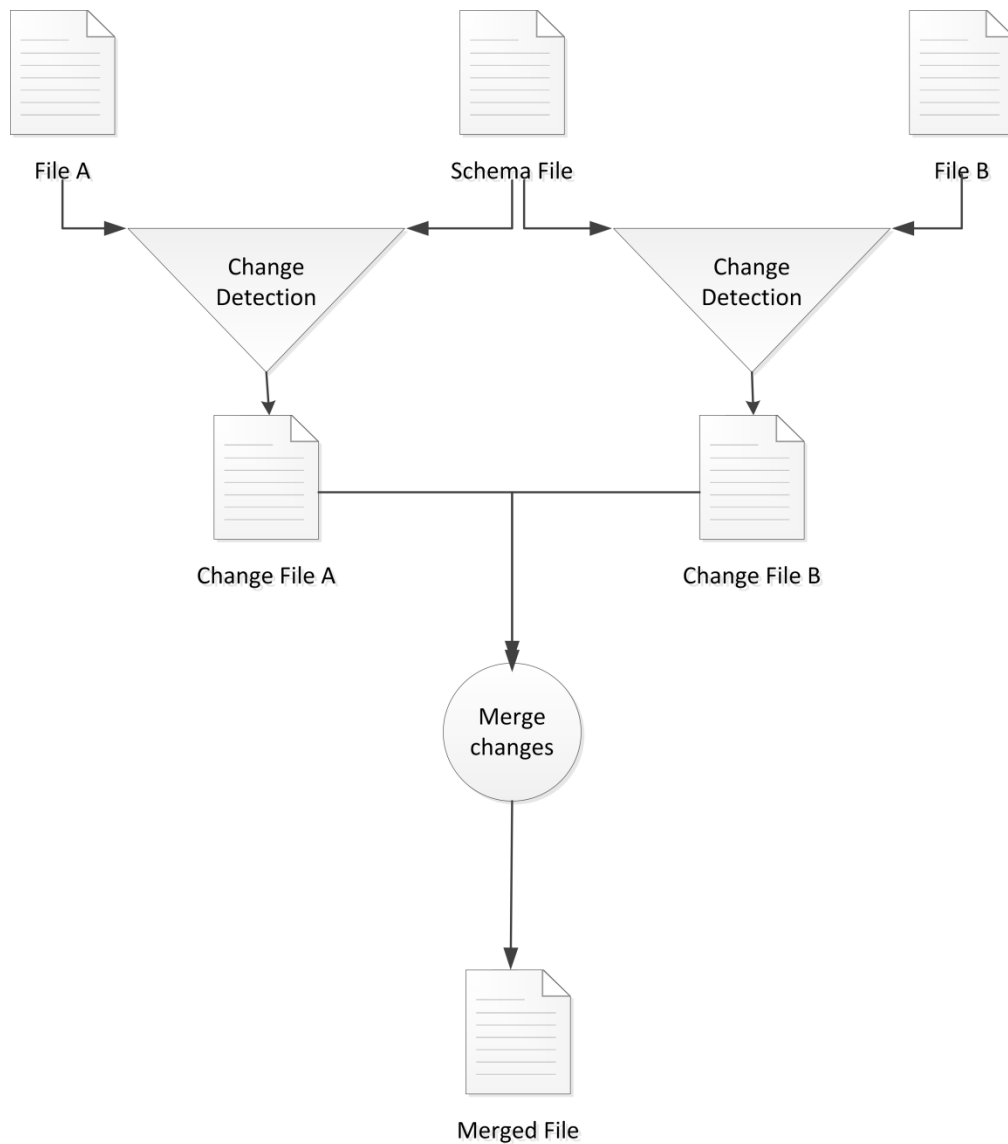 File A
Schema File
File B
Change
Detection
Change
Detection
Change File A
Change File B
Merge
changes
Merged File